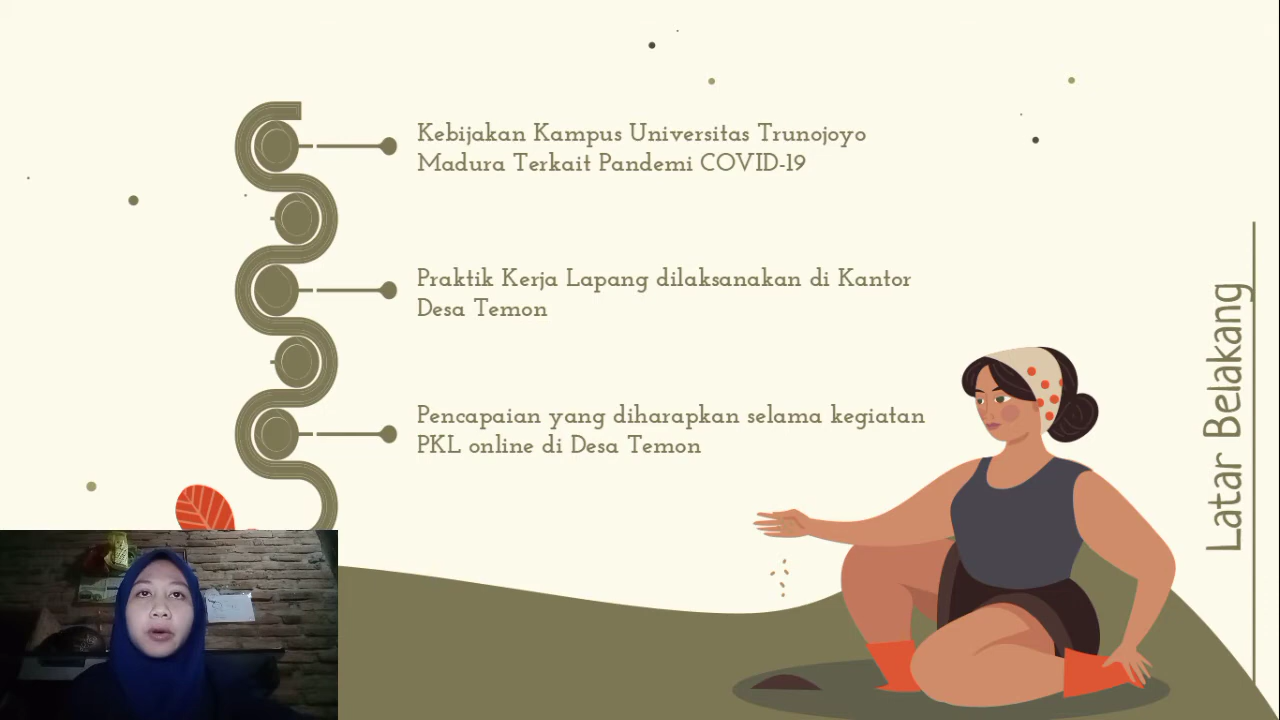 Kebijakan Kampus Universitas Trunojoyo
Madura Terkait Pandemi COVID-19
Praktik Kerja Lapang dilaksanakan di Kantor
Desa Temon
Pencapaian yang diharapkan selama kegiatan
PKL online di Desa Temon
Latar Belakang